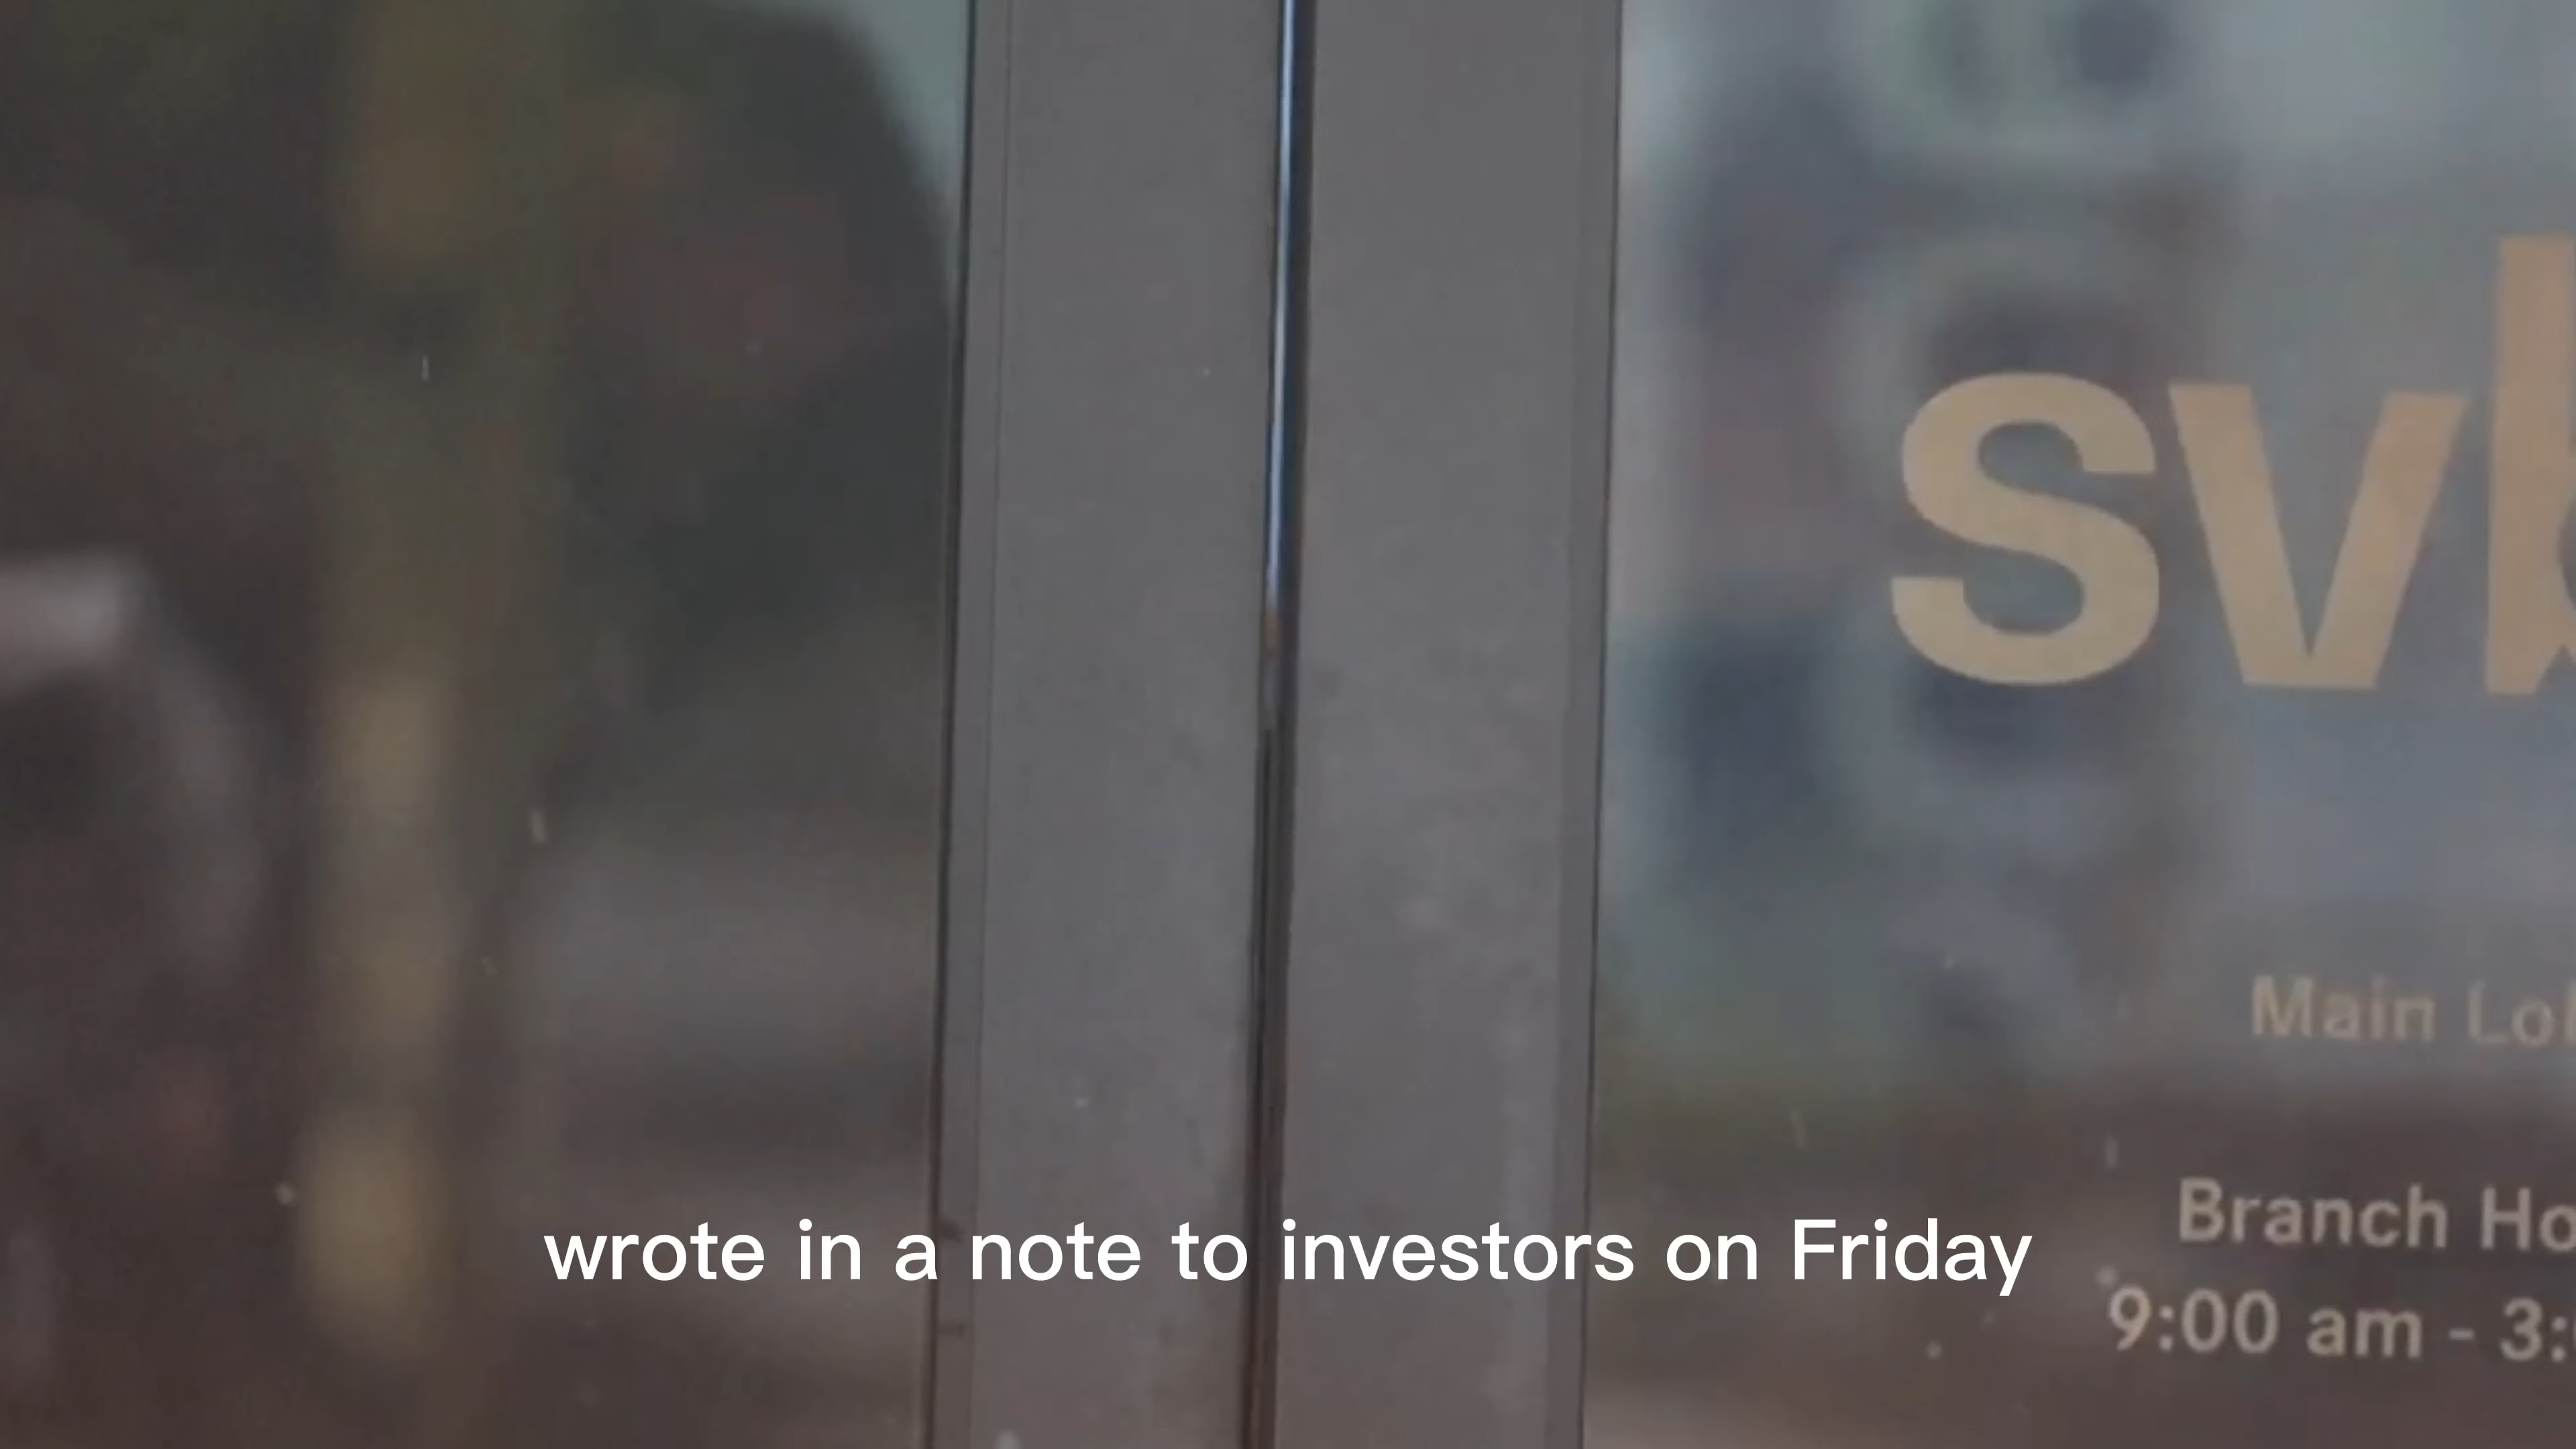 svb
Main Lo
Branch Ho
9:00 am - 3:
wrote in a note to investors on Friday